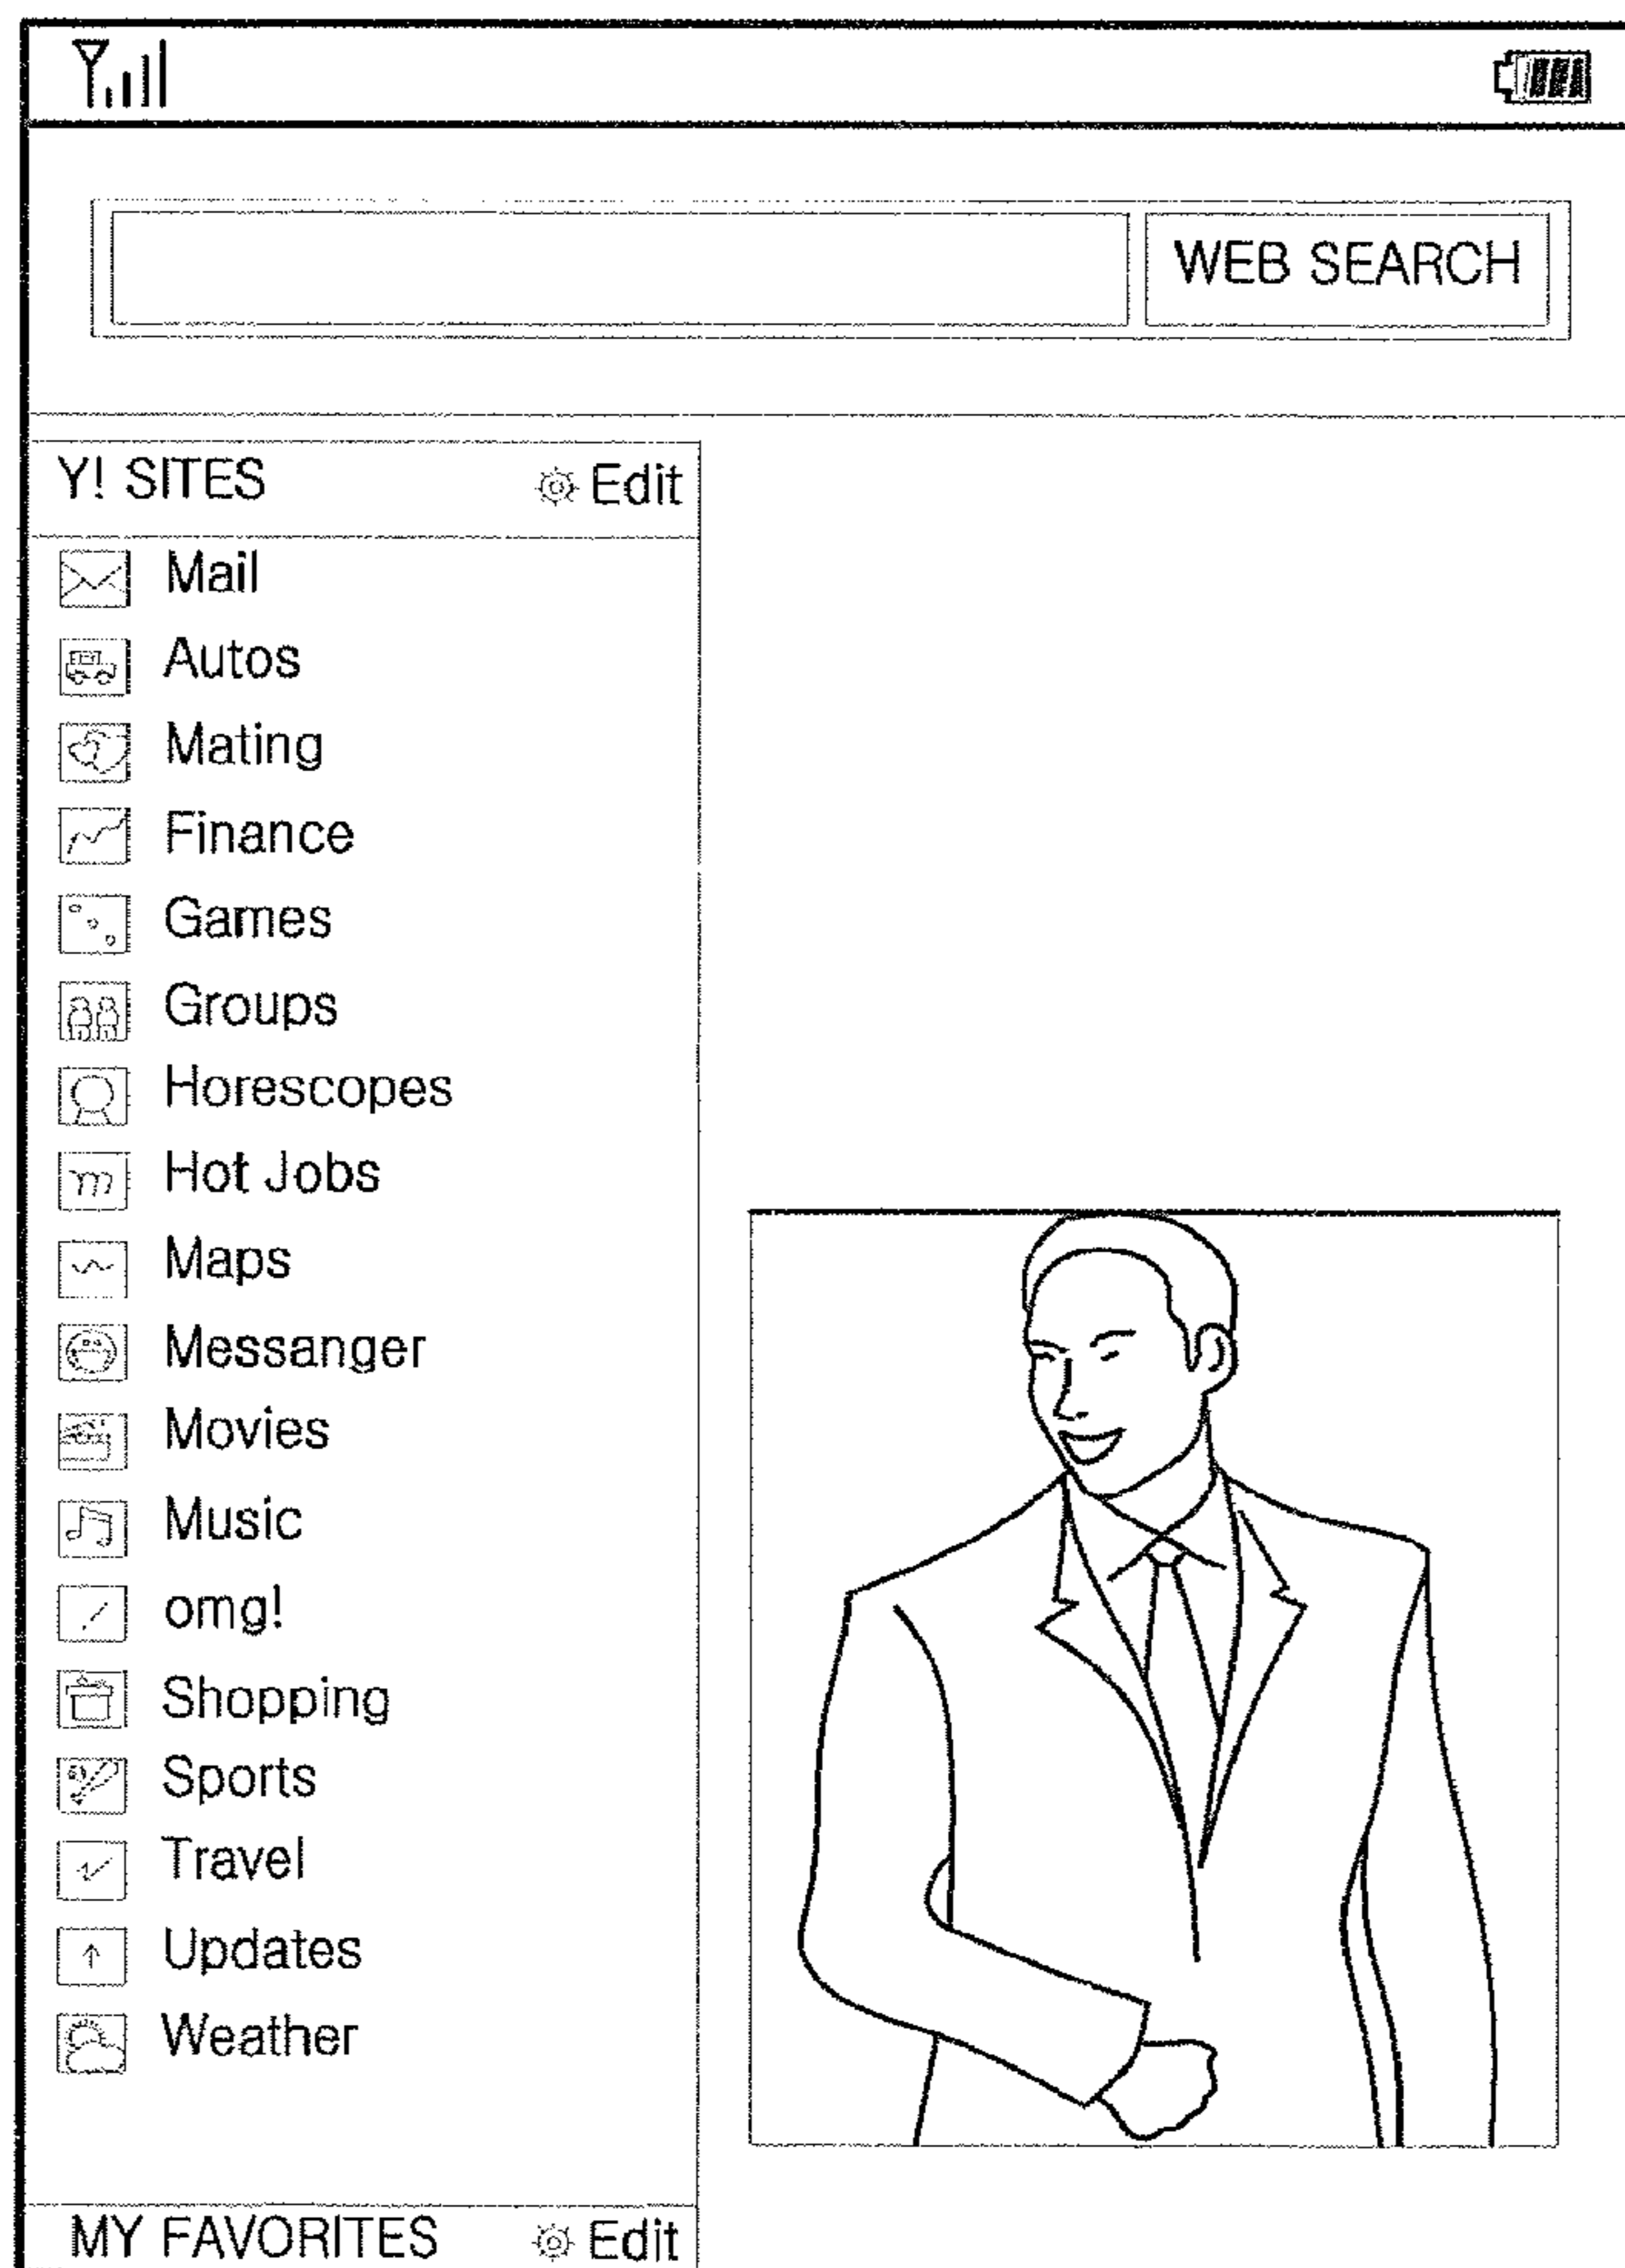 WEB SEARCH
Y! SITES Edit
Mail
Autos
Mating
Finance
Games
Groups
Horescopes
Hot Jobs
Maps
Messanger
Movies
Music
omg!
Shopping
Sports
Travel
Updates
Weather
MY FAVORITES Edit